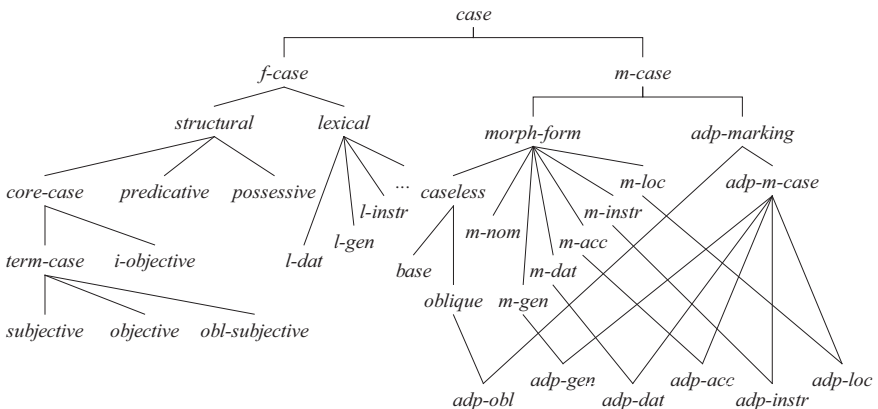 case
f-case m-case
structural lexical morph-form adp-marking
core-case predicative possessive ... caseless m-loc adp-m-case
l-instr m-instr
l-gen m-nom m-acc
term-case i-objective l-dat base m-dat
oblique m-gen
subjective objective obl-subjective
adp-gen adp-acc adp-loc
adp-obl adp-dat adp-instr